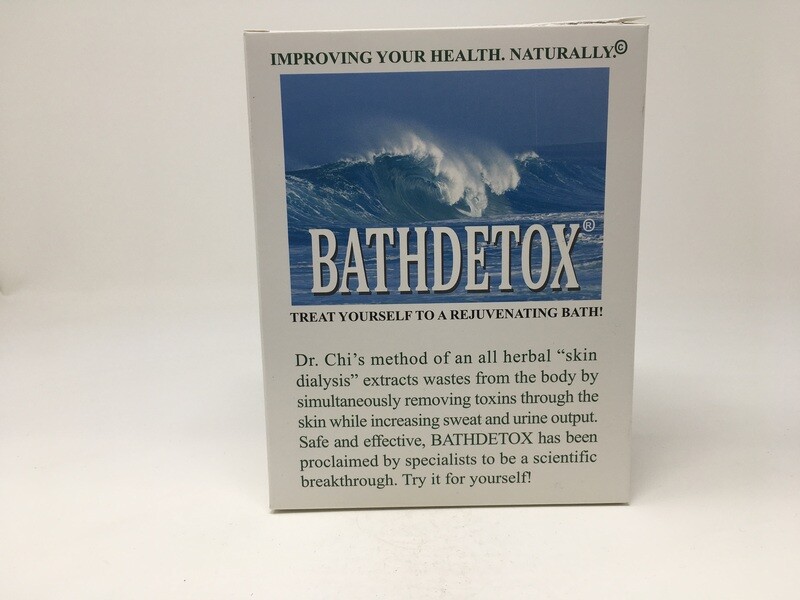 IMPROVING YOUR HEALTH. NATURALLY.©
BATHDETOX®
TREAT YOURSELF TO A REJUVENATING BATH!
Dr. Chi's method of an all herbal “skin
dialysis” extracts wastes from the body by
simultaneously removing toxins through the
skin while increasing sweat and urine output.
Safe and effective, BATHDETOX has been
proclaimed by specialists to be a scientific
breakthrough. Try it for yourself!